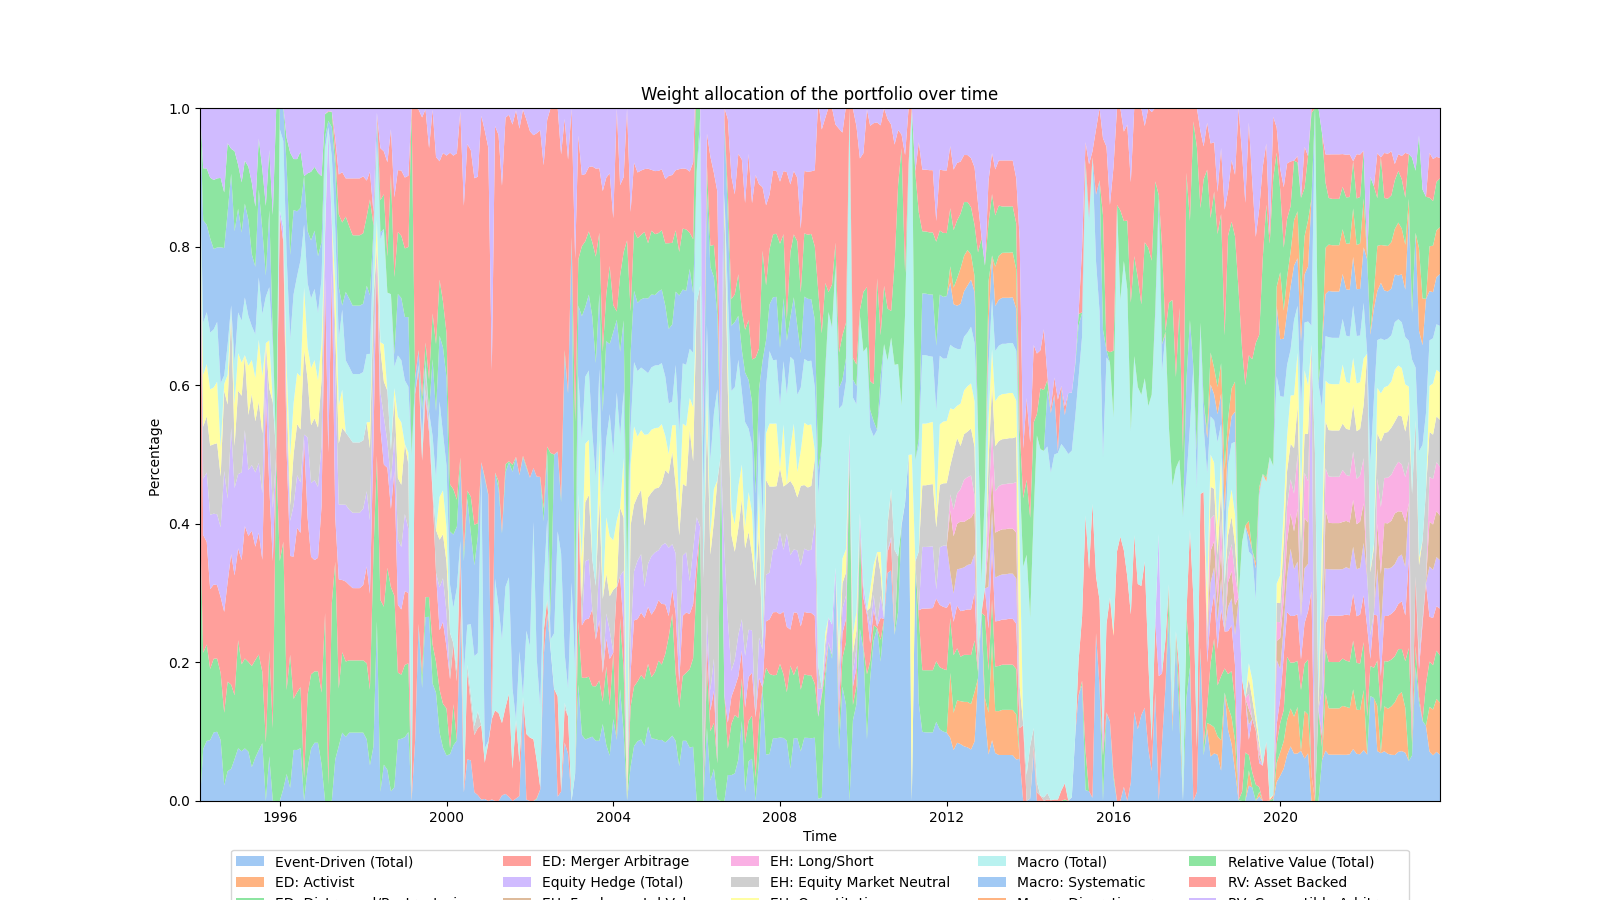 Weight allocation of the portfolio over time
1.0
0.8
0.6
0.4
0.2
0.0
Percentage
1996 2000 2004 2008 2012 2016 2020
Time
Event-Driven (Total) ED: Merger Arbitrage EH: Long/Short Macro (Total) Relative Value (Total)
ED: Activist Equity Hedge (Total) EH: Equity Market Neutral Macro: Systematic RV: Asset Backed